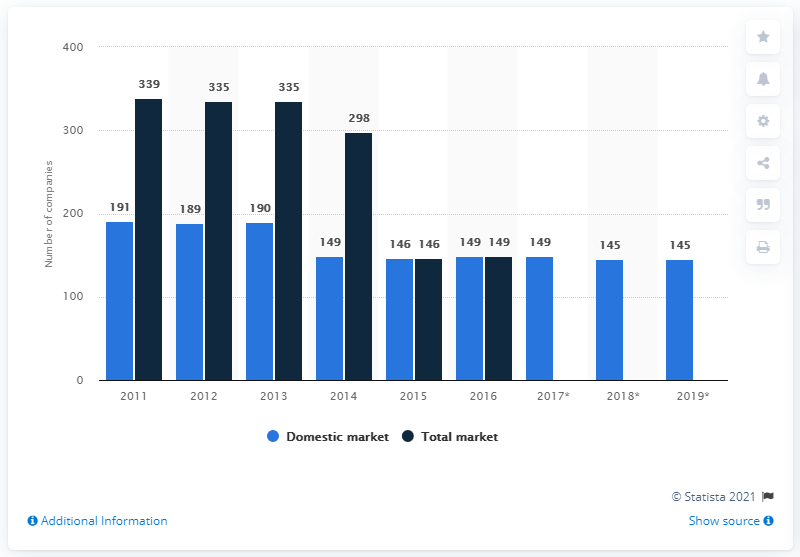 400
300
200
100
0
Number of companies
191 339
189 335
190 335
149 298
146 146
149 149
149
145
145
2011 2012 2013 2014 2015 2016 2017* 2018* 2019*
Domestic market Total market
© Statista 2021
Additional Information Show source